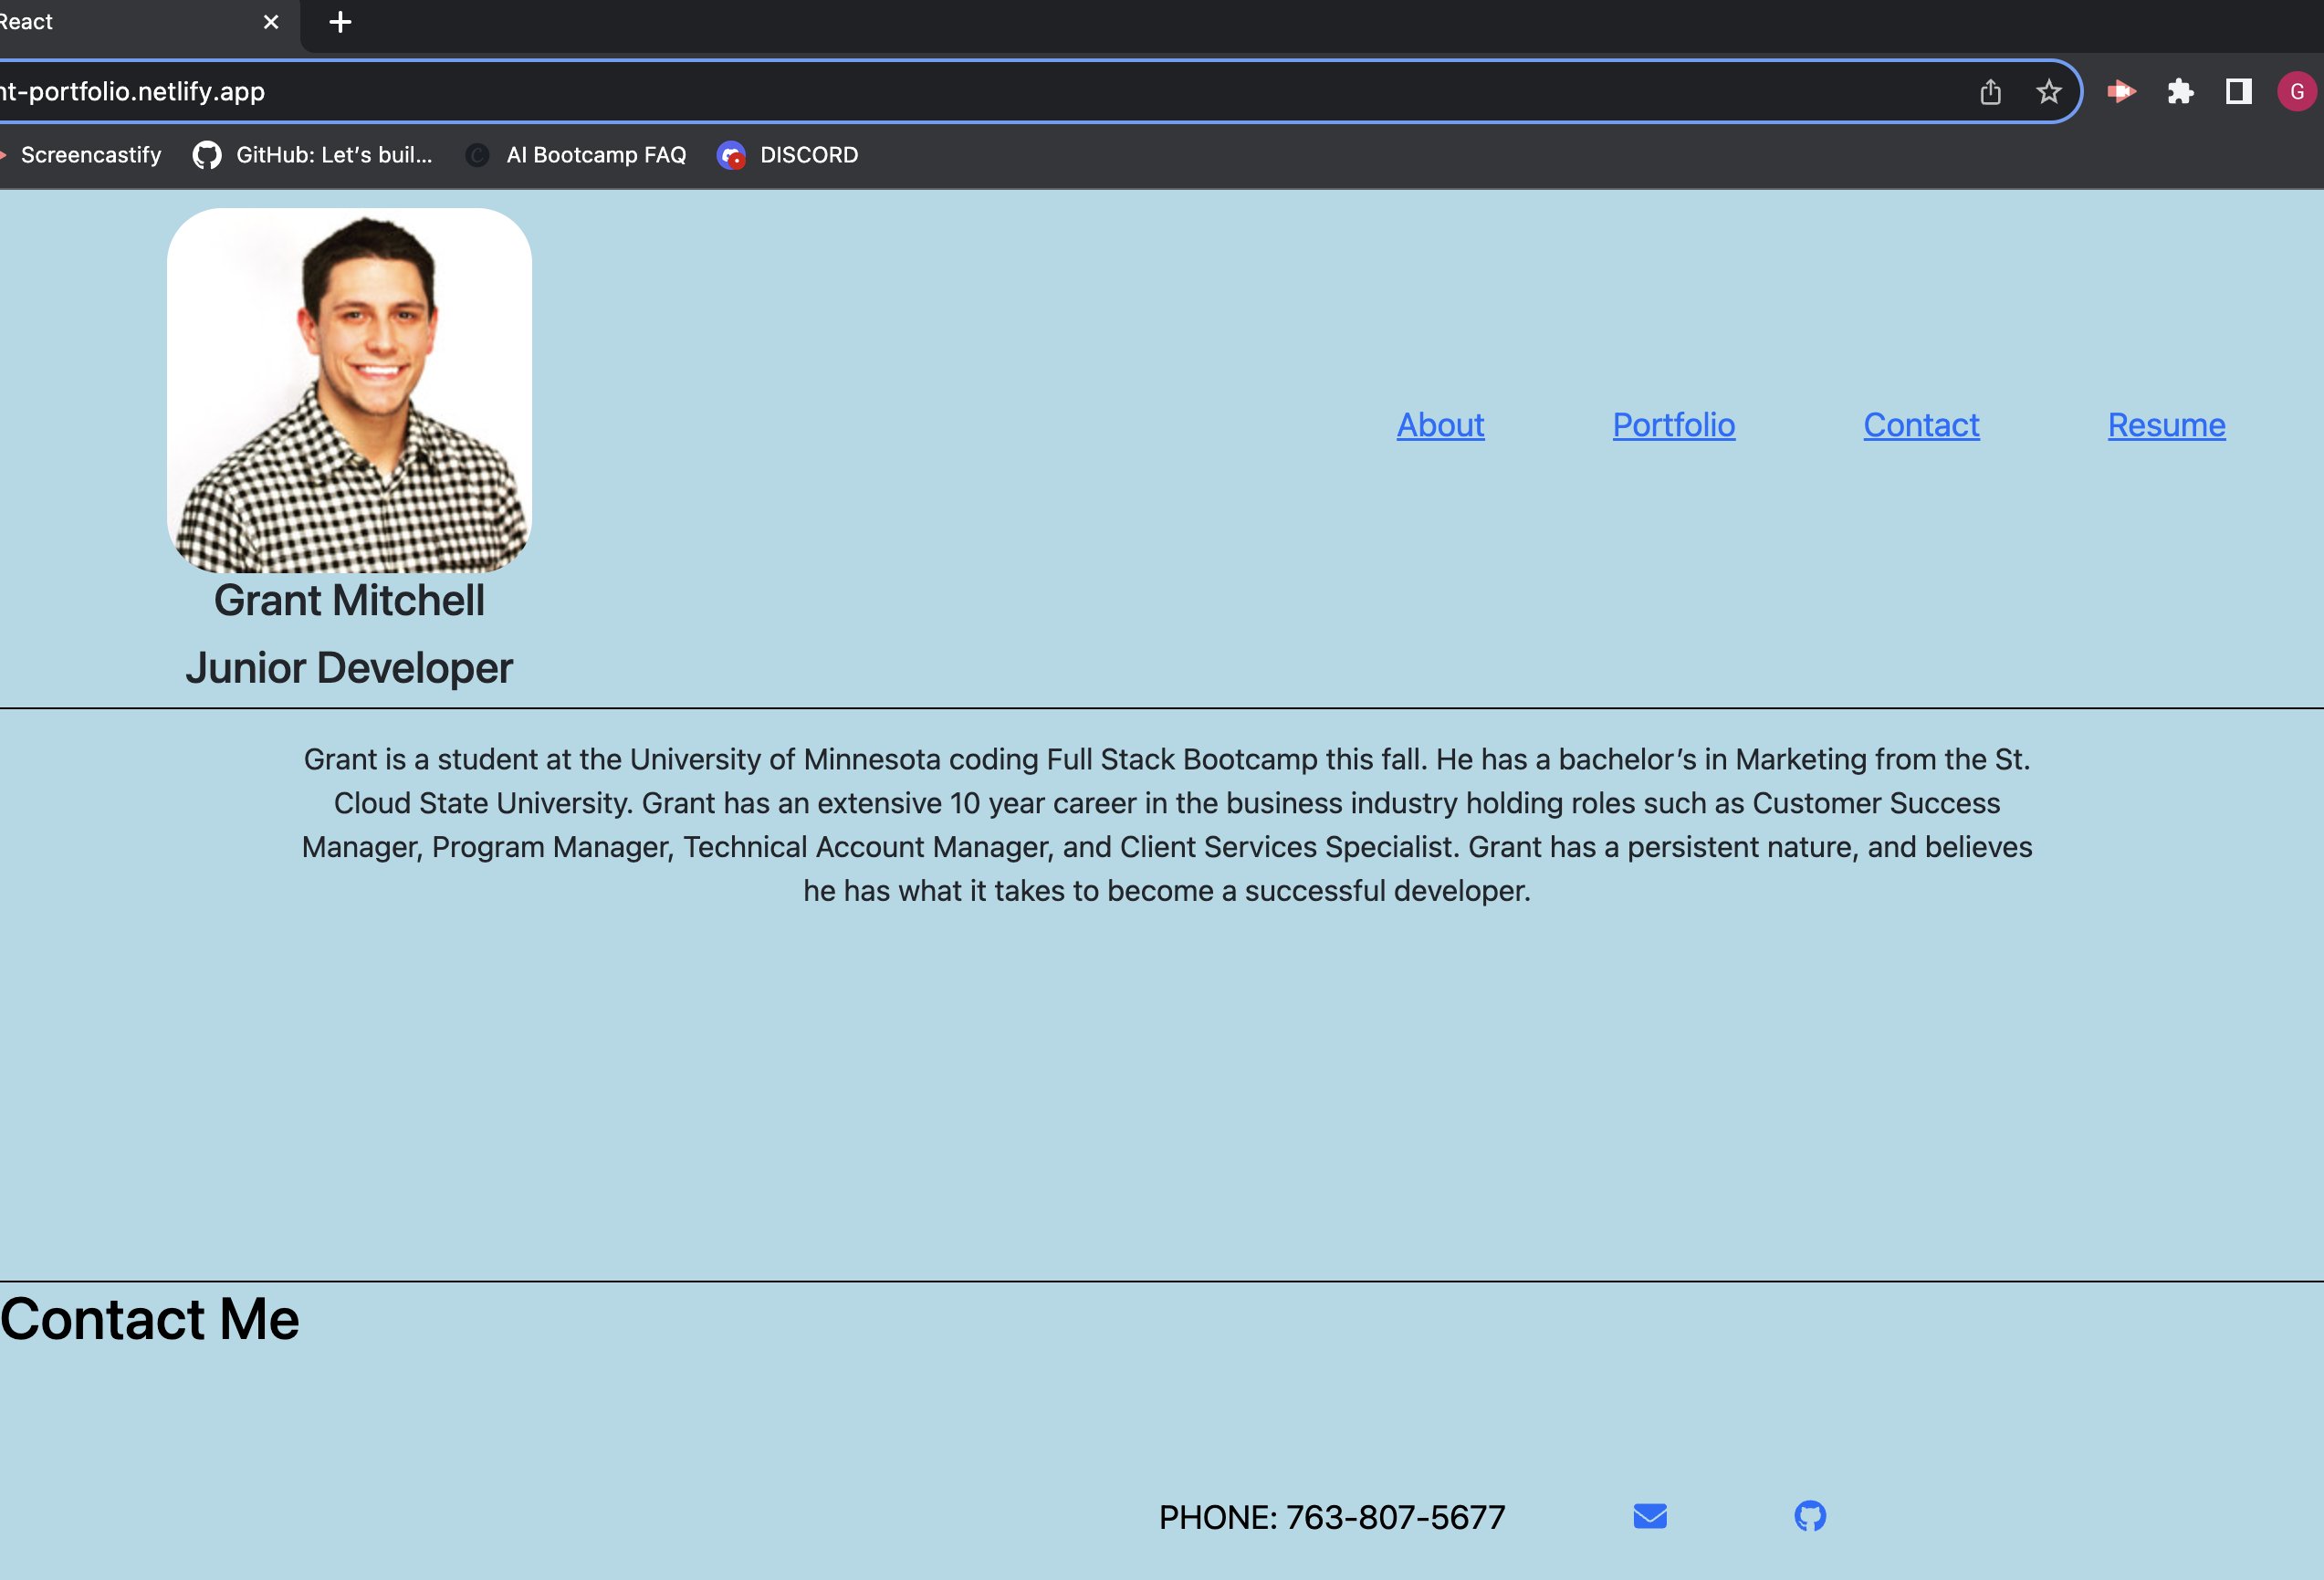 React
nt-portfolio.netlify.app
G
Screencastify GitHub: Let's buil... AI Bootcamp FAQ DISCORD
About Portfolio Contact Resume
Grant Mitchell
Junior Developer
Grant is a student at the University of Minnesota coding Full Stack Bootcamp this fall. He has a bachelor's in Marketing from the St.
Cloud State University. Grant has an extensive 10 year career in the business industry holding roles such as Customer Success
Manager, Program Manager, Technical Account Manager, and Client Services Specialist. Grant has a persistent nature, and believes
he has what it takes to become a successful developer.
Contact Me
PHONE: 763-807-5677